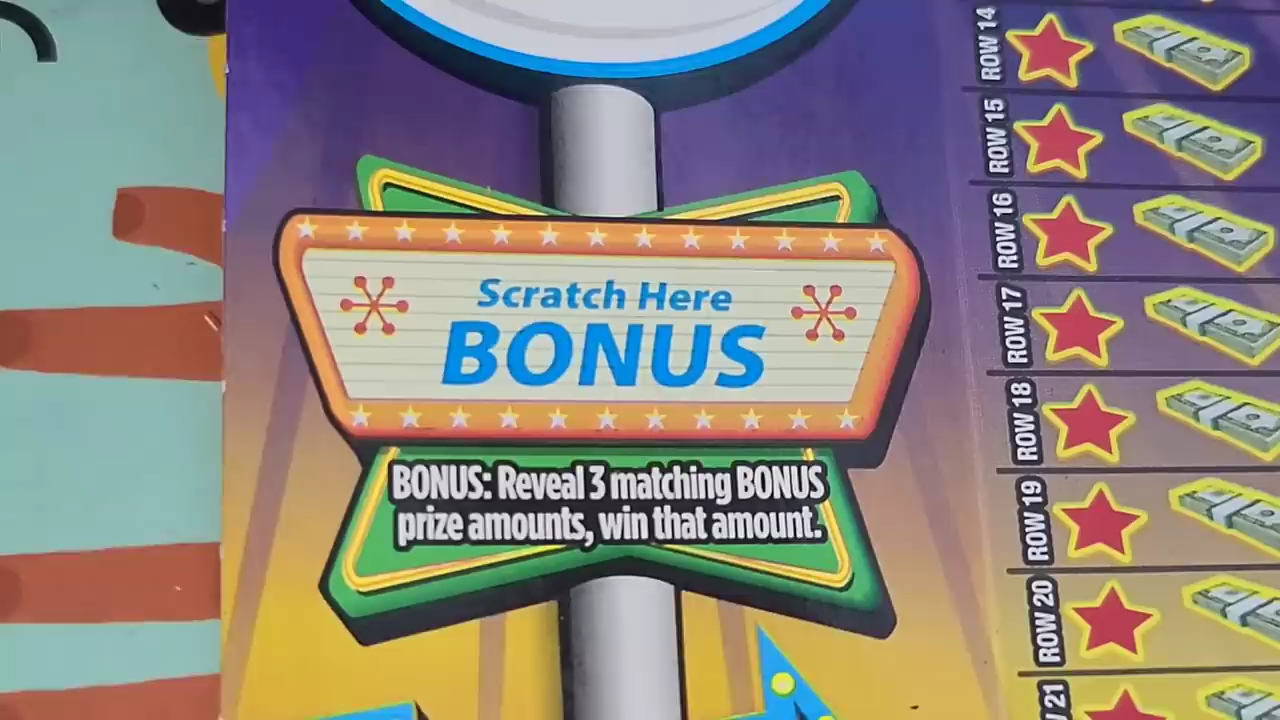 Scratch Here
BONUS
BONUS: Reveal 3 matching BONUS
prize amounts, win that amount.
ROW 14
ROW 15
ROW 16
ROW 17
ROW 18
ROW 19
ROW 20
21